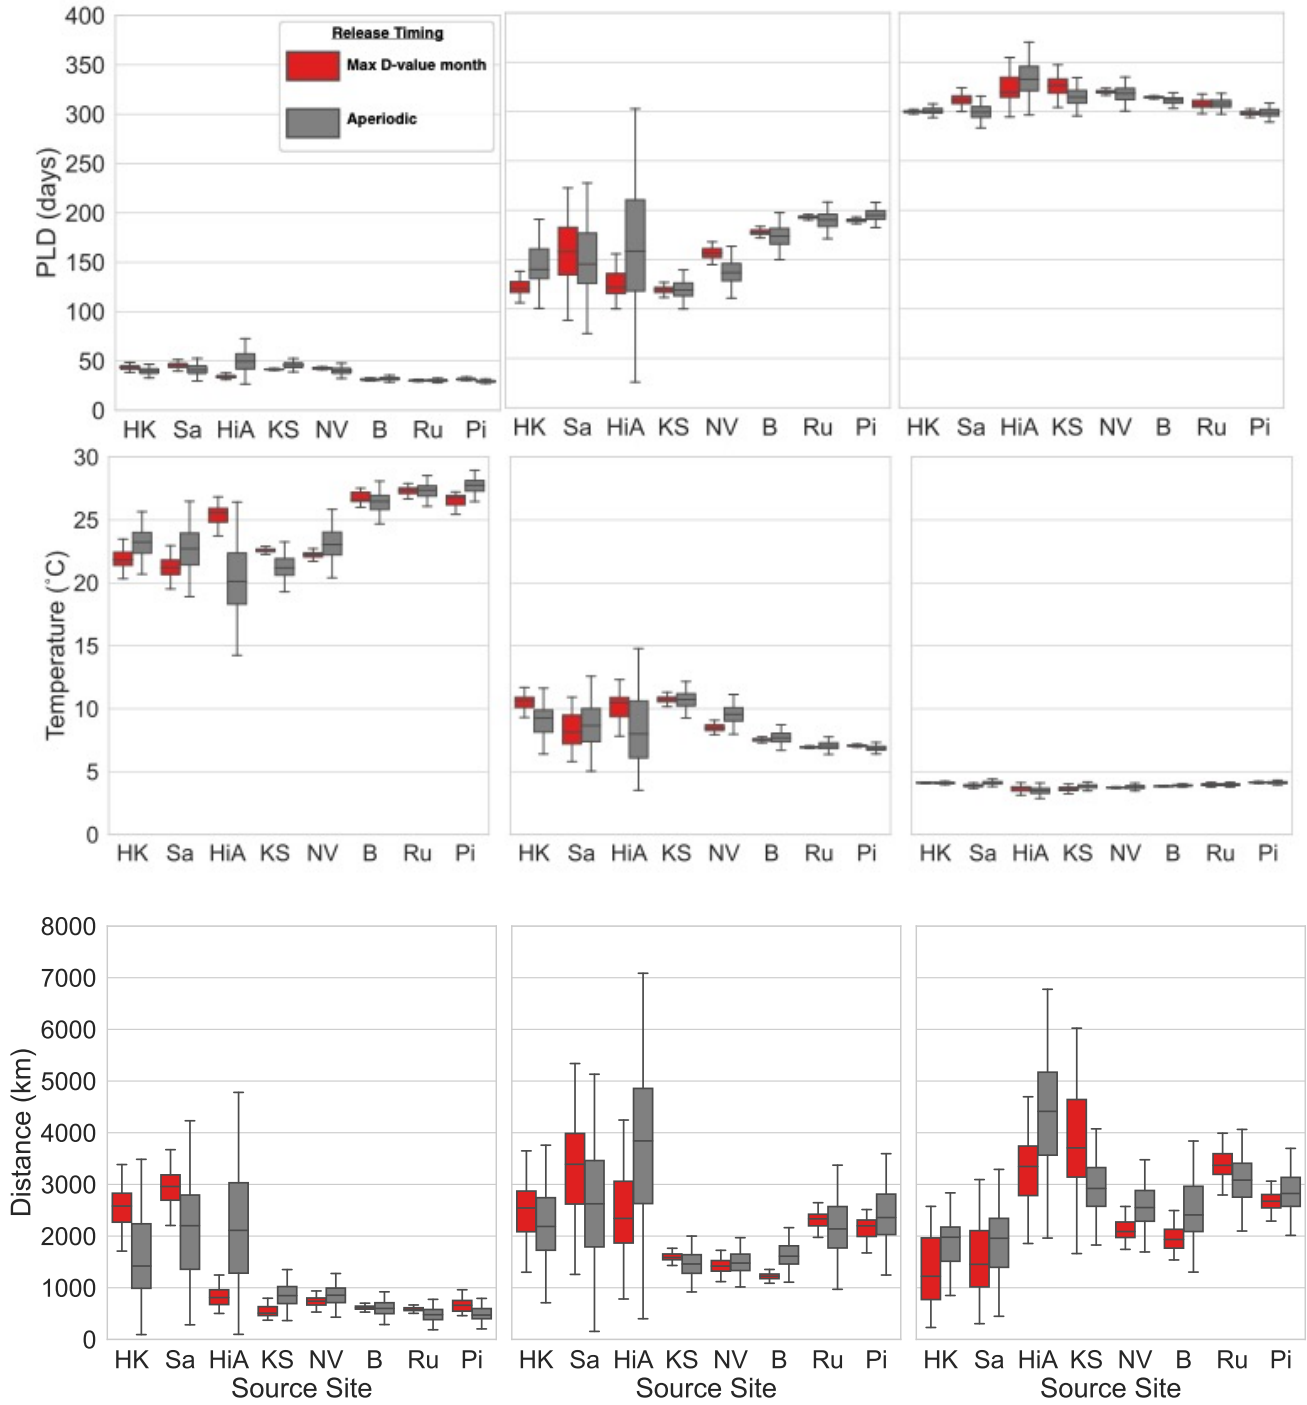 400
350
300
250
200
150
100
50
0
PLD (days)
Release Timing
Max D-value month
Aperiodic
HK Sa HiA KS NV B Ru Pi
HK Sa HiA KS NV B Ru Pi
HK Sa HiA KS NV B Ru Pi
30
25
20
15
10
5
0
Temperature (˚C)
HK Sa HiA KS NV B Ru Pi
HK Sa HiA KS NV B Ru Pi
HK Sa HiA KS NV B Ru Pi
8000
7000
6000
5000
4000
3000
2000
1000
0
Distance (km)
HK Sa HiA KS NV B Ru Pi
HK Sa HiA KS NV B Ru Pi
HK Sa HiA KS NV B Ru Pi
Source Site
Source Site
Source Site